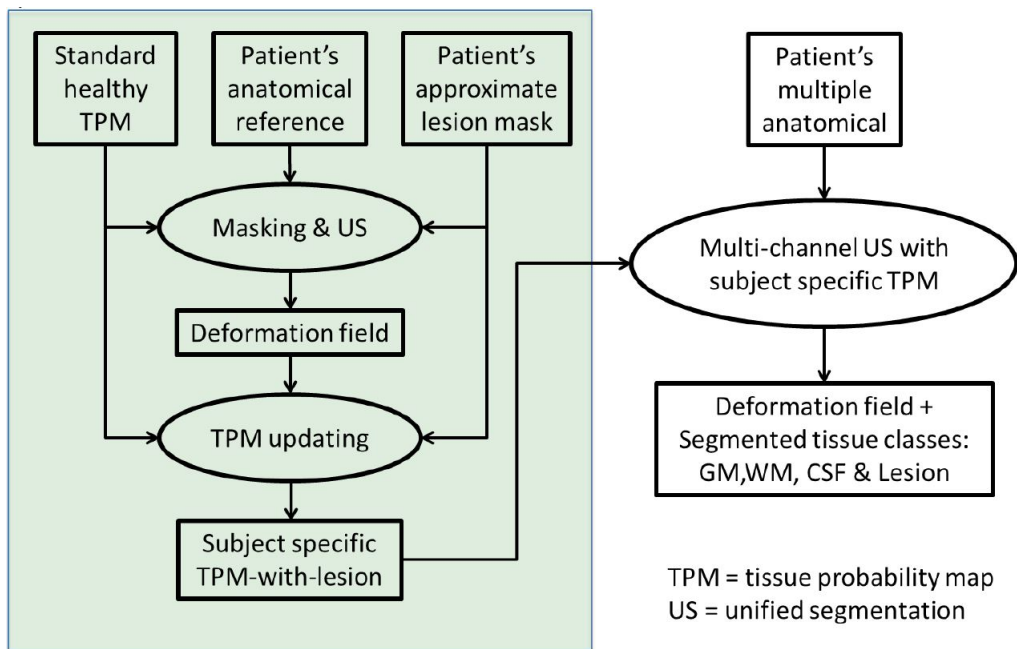 Standard
healthy
TPM
Patient's
anatomical
reference
Patient's
approximate
lesion mask
Patient's
multiple
anatomical
Masking & US
Multi-channel US with
subject specific TPM
Deformation field
TPM updating
Deformation field +
Segmented tissue classes:
GM,WM, CSF & Lesion
Subject specific
TPM-with-lesion
TPM = tissue probability map
US = unified segmentation